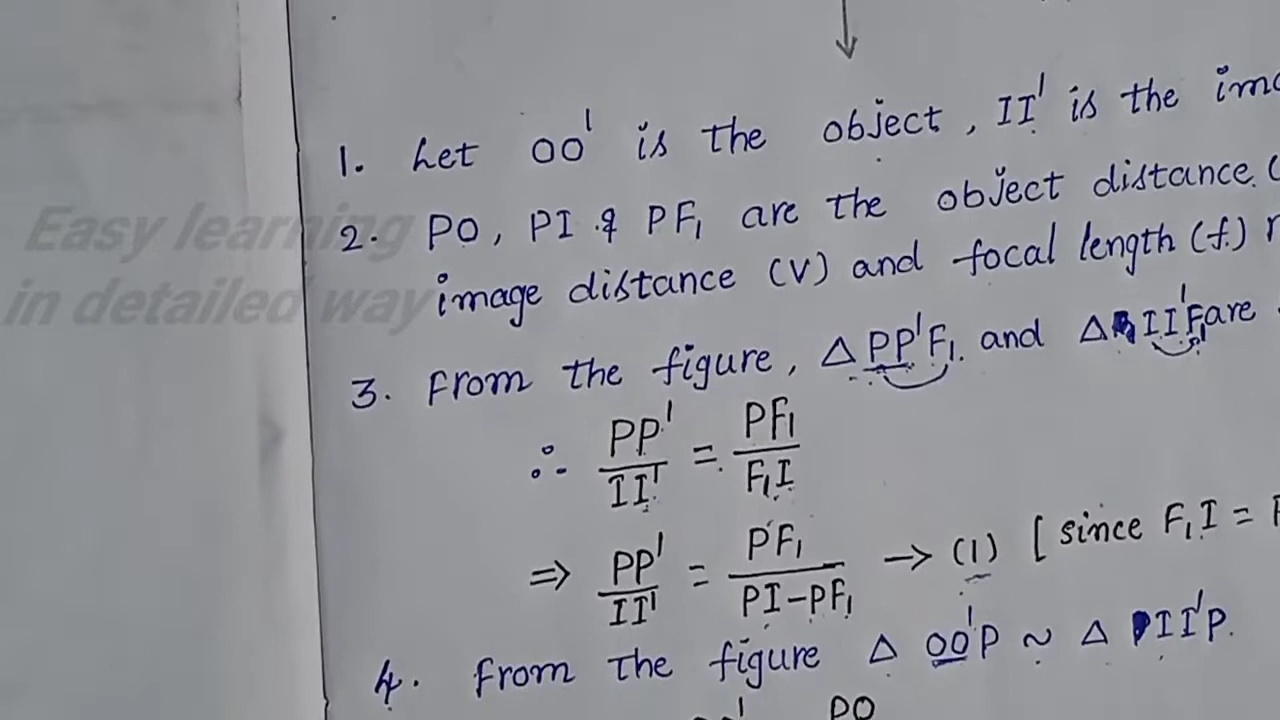 1. Let OO' is the object, II' is the
Easy learning
2. PO, PI & PF₁ are the object distance
in detailed way
image distance (V) and focal length (f)
3. From the figure, Δ PP'F₁ and Δ II'F₁ are
∴ PP'/II' = PF₁/F₁I
⇒ PP'/II' = PF₁/PI-PF₁ → (1) [since F₁I =
4. From the figure Δ OO'P ~ Δ II'P.
PO